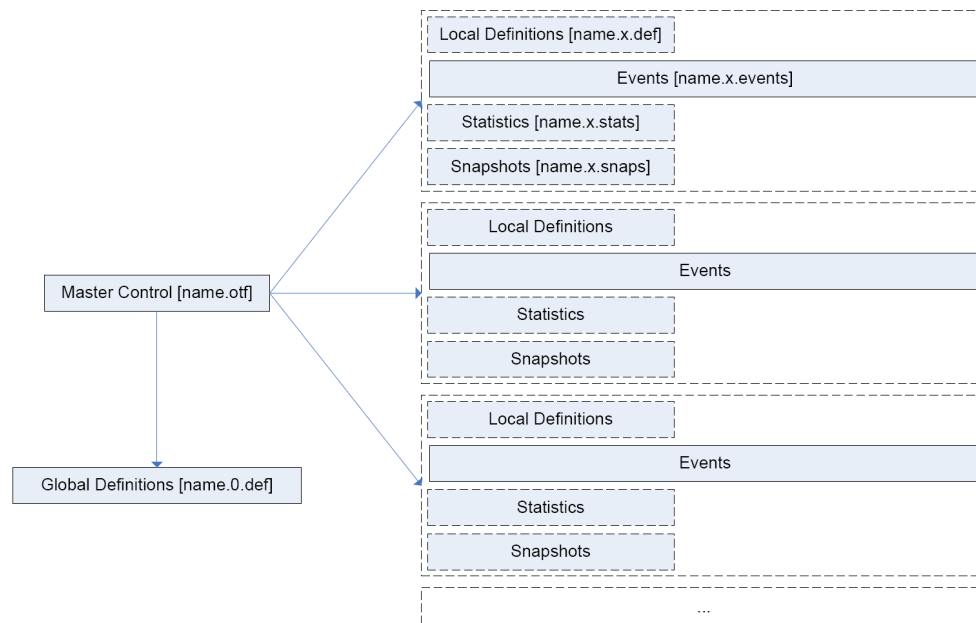 Local Definitions [name.x.def]
Events [name.x.events]
Statistics [name.x.stats]
Snapshots [name.x.snaps]
Local Definitions
Events
Master Control [name.otf]
Statistics
Snapshots
Local Definitions
Events
Global Definitions [name.0.def]
Statistics
Snapshots
...